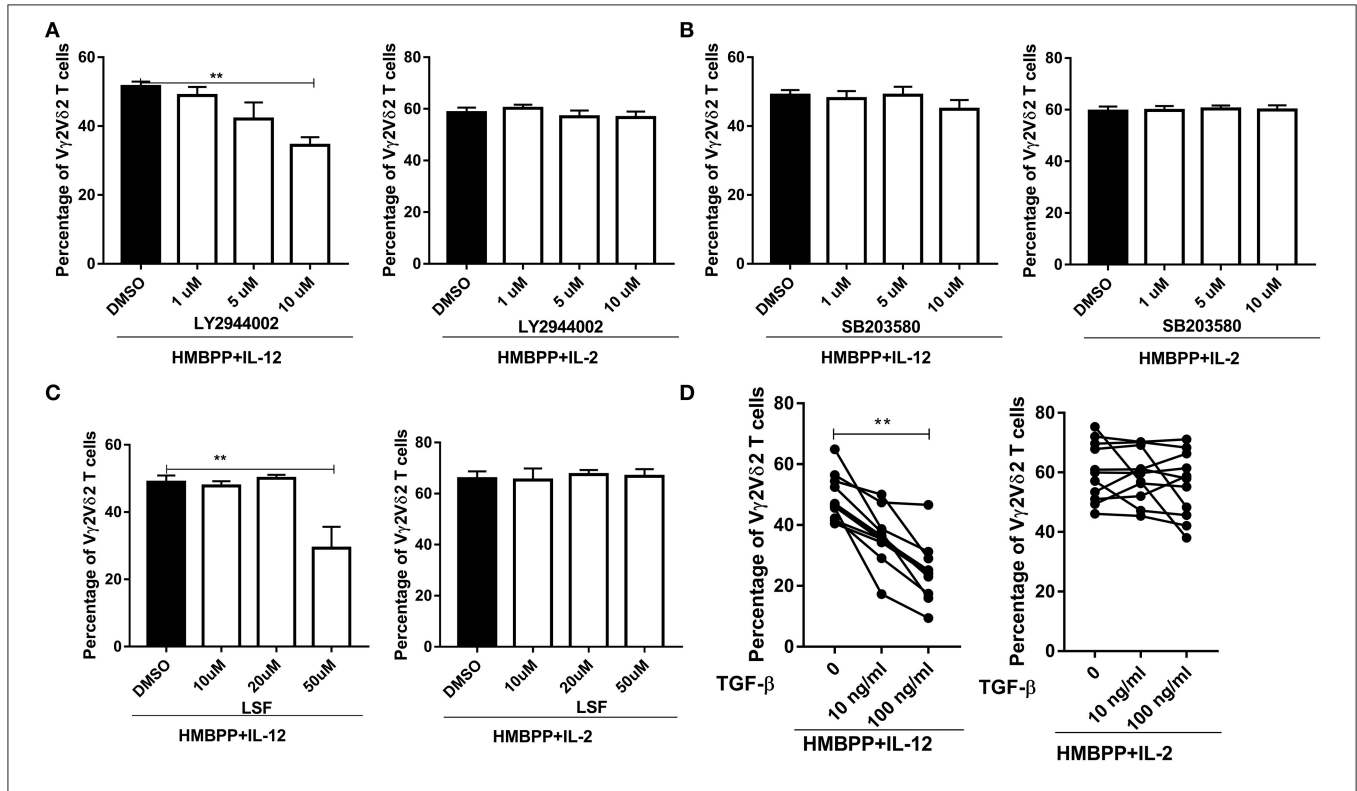 A
Percentage of Vγ2Vδ2 T cells
60
40
20
0
**
DMSO
1 uM
5 uM
10 uM
LY2944002
HMBPP+IL-12
Percentage of Vγ2Vδ2 T cells
80
60
40
20
0
DMSO
1 uM
5 uM
10 uM
LY2944002
HMBPP+IL-2
B
Percentage of Vγ2Vδ2 T cells
60
40
20
0
DMSO
1 uM
5 uM
10 uM
SB203580
HMBPP+IL-12
Percentage of Vγ2Vδ2 T cells
80
60
40
20
0
DMSO
1 uM
5 uM
10 uM
SB203580
HMBPP+IL-2
C
Percentage of Vγ2Vδ2 T cells
60
40
20
0
**
DMSO
10uM
20uM
50uM
LSF
HMBPP+IL-12
Percentage of Vγ2Vδ2 T cells
80
60
40
20
0
DMSO
10uM
20uM
50uM
LSF
HMBPP+IL-2
D
Percentage of Vγ2Vδ2 T cells
80
60
40
20
0
**
TGF-β
0
10 ng/ml
100 ng/ml
HMBPP+IL-12
Percentage of Vγ2Vδ2 T cells
80
60
40
20
0
TGF-β
0
10 ng/ml
100 ng/ml
HMBPP+IL-2